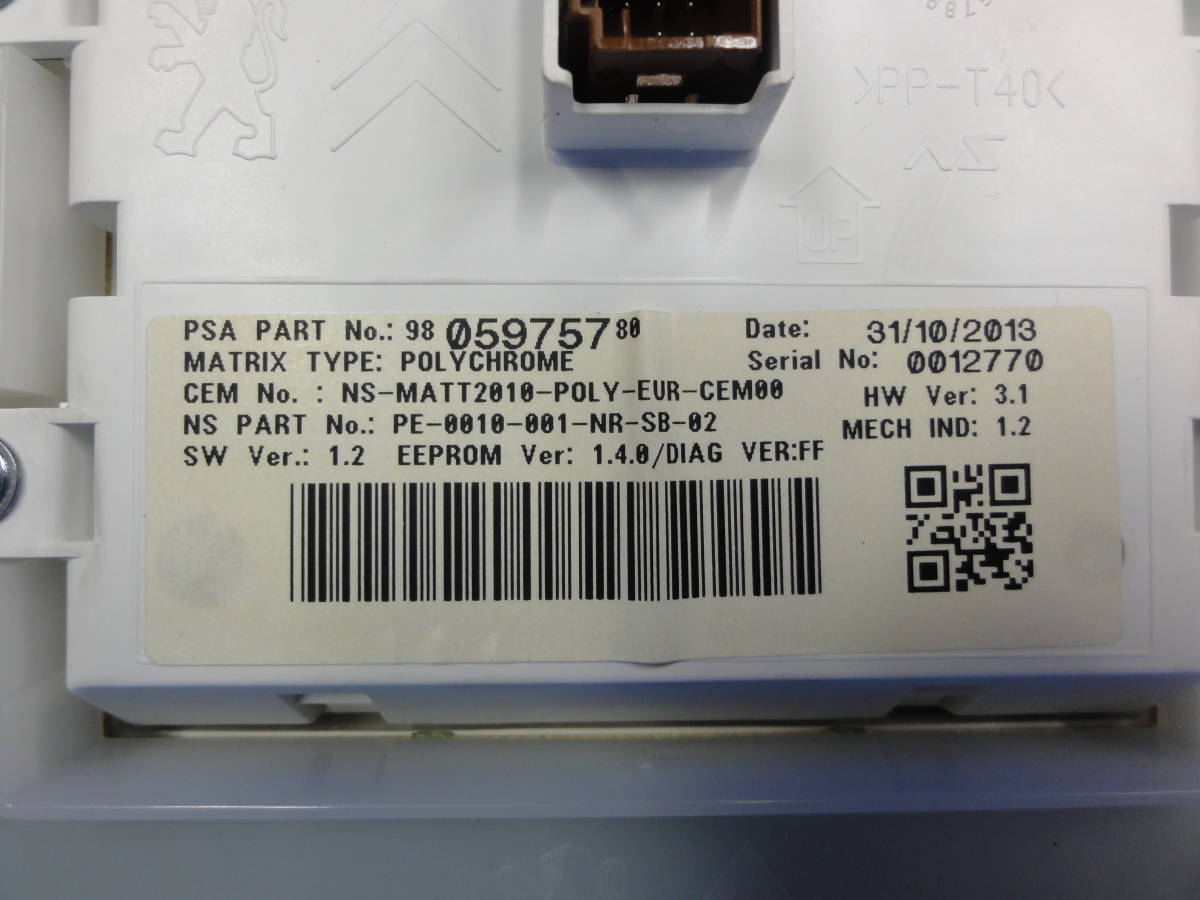 >PP-T40<
NS
UP
PSA PART No.: 98 059757 80 Date: 31/10/2013
MATRIX TYPE: POLYCHROME Serial No: 0012770
CEM No. : NS-MATT2010-POLY-EUR-CEM00 HW Ver: 3.1
NS PART No.: PE-0010-001-NR-SB-02 MECH IND: 1.2
SW Ver.: 1.2 EEPROM Ver: 1.4.0/DIAG VER:FF